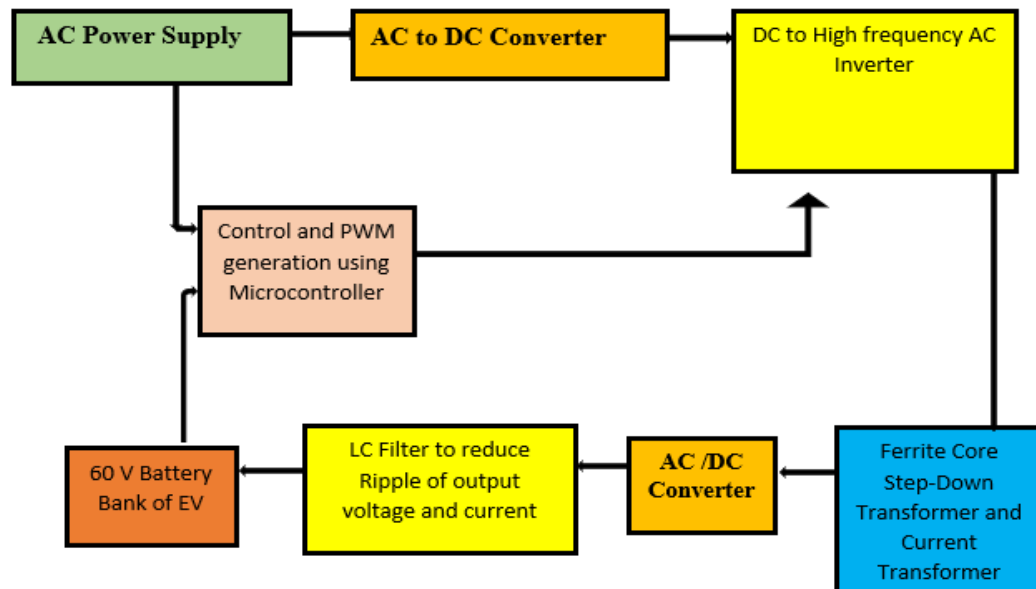 AC Power Supply
AC to DC Converter
DC to High frequency AC
Inverter
Control and PWM
generation using
Microcontroller
60 V Battery
Bank of EV
LC Filter to reduce
Ripple of output
voltage and current
AC /DC
Converter
Ferrite Core
Step-Down
Transformer and
Current
Transformer